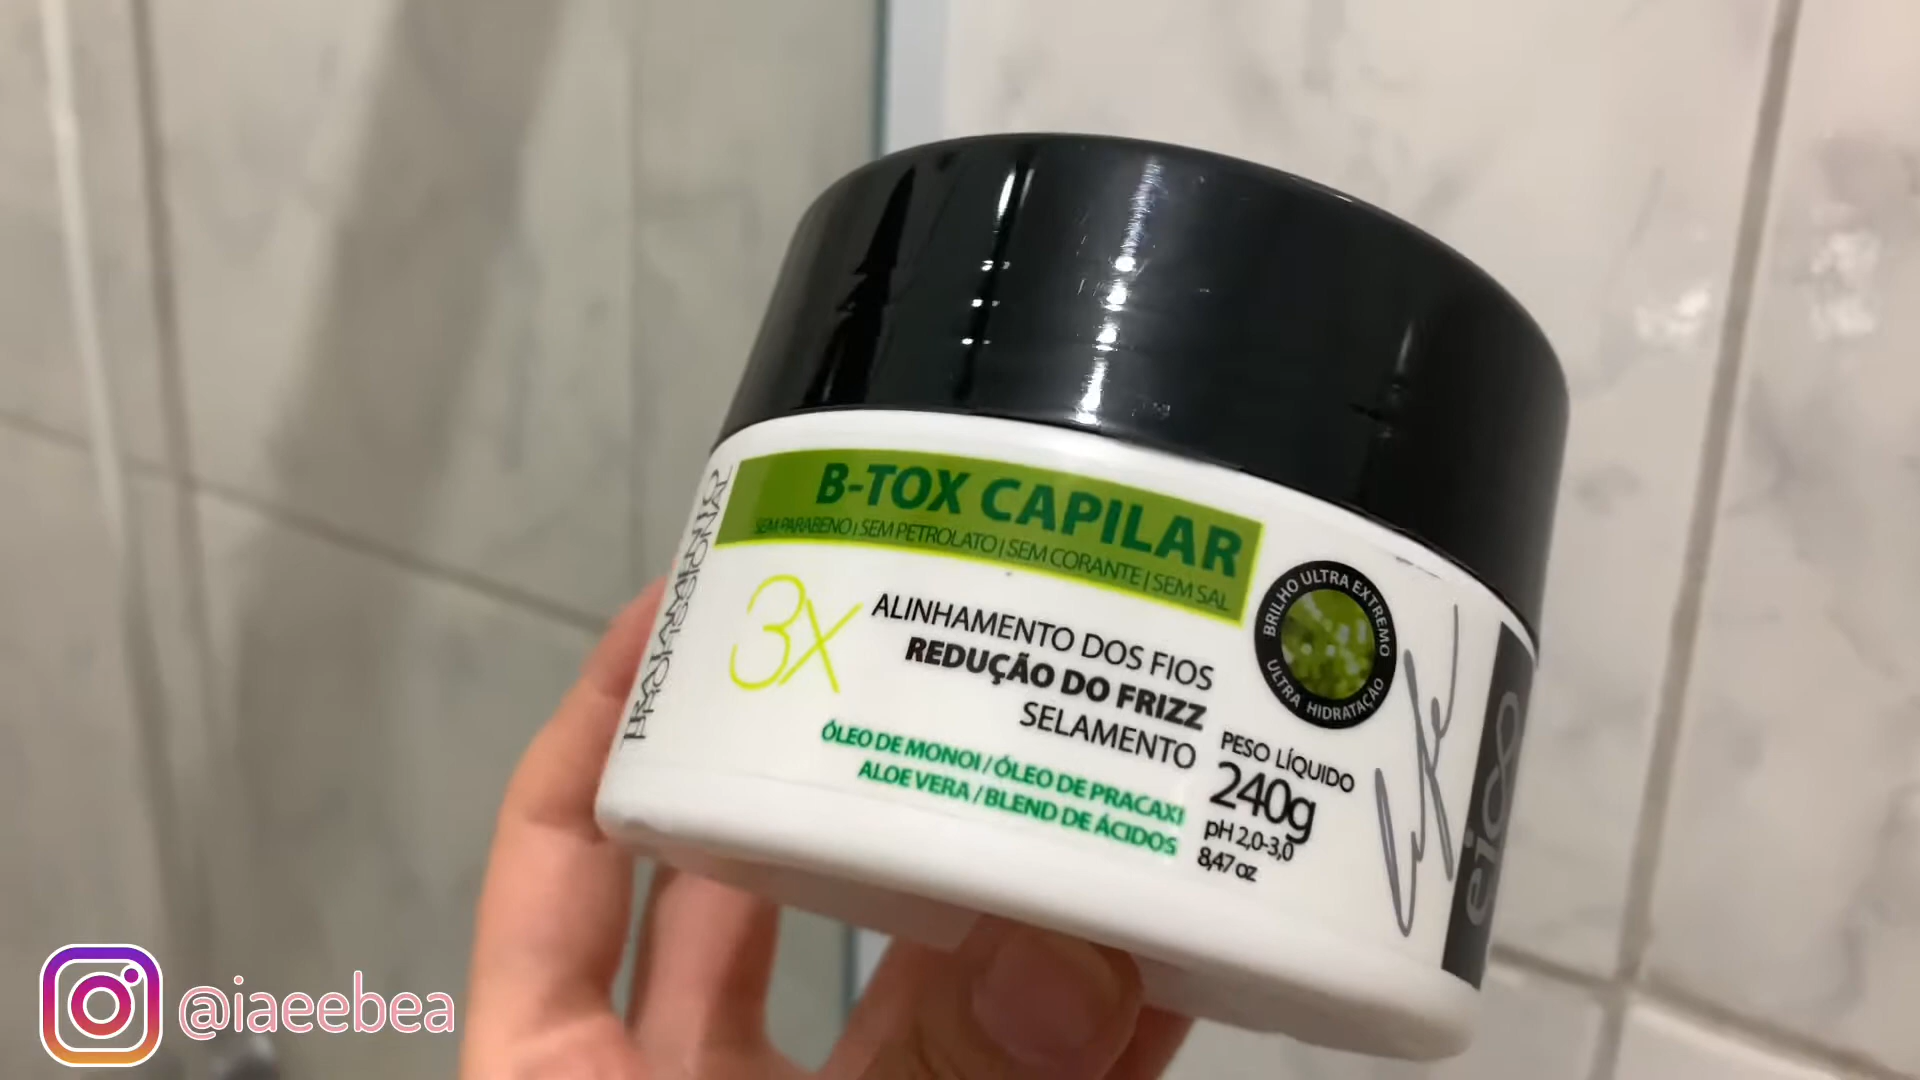 B-TOX CAPILAR
SEM PARABENO | SEM PETROLATO | SEM CORANTE | SEM SAL
3X
ALINHAMENTO DOS FIOS
REDUÇÃO DO FRIZZ
SELAMENTO
ÓLEO DE MONOI / ÓLEO DE PRACAXI
ALOE VERA / BLEND DE ÁCIDOS
BRILHO ULTRA EXTREMO
ULTRA HIDRATAÇÃO
PESO LÍQUIDO
240g
pH 2,0-3,0
8,47 oz
@iaeebea